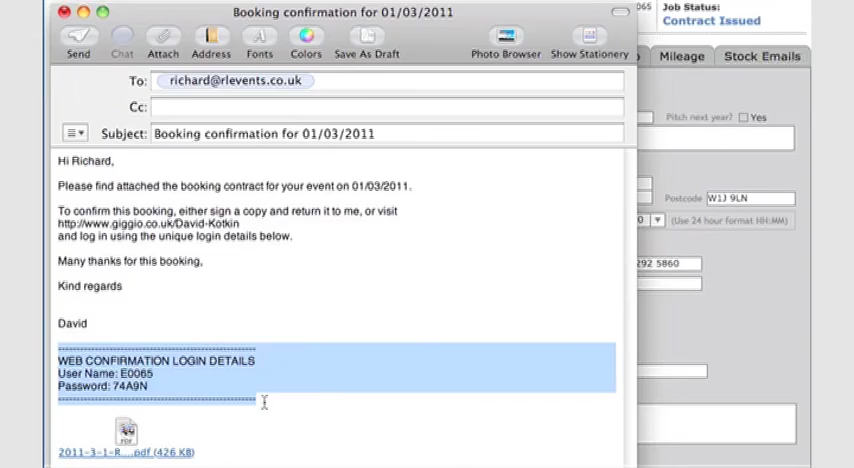 Booking confirmation for 01/03/2011
065
Job Status:
Contract Issued
Send Chat Attach Address Fonts Colors Save As Draft Photo Browser Show Stationery
Mileage Stock Emails
To: richard@rlevents.co.uk
Cc:
Subject: Booking confirmation for 01/03/2011
Pitch next year? Yes
Hi Richard,
Please find attached the booking contract for your event on 01/03/2011.
Postcode W1J 9LN
To confirm this booking, either sign a copy and return it to me, or visit
0 (Use 24 hour format HH:MM)
http://www.giggio.co.uk/David-Kotkin
and log in using the unique login details below.
Many thanks for this booking,
292 5860
Kind regards
David
WEB CONFIRMATION LOGIN DETAILS
User Name: E0065
Password: 74A9N
PDF
2011-3-1-R....pdf (426 KB)